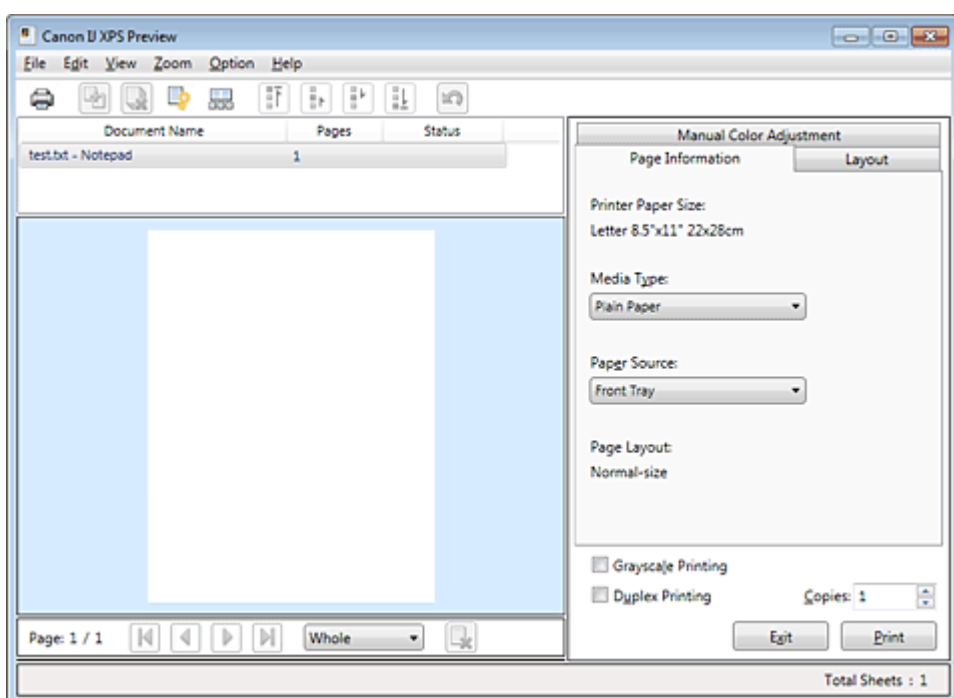 Canon IJ XPS Preview
File Edit View Zoom Option Help
Document Name Pages Status
test.txt - Notepad 1
Manual Color Adjustment
Page Information Layout
Printer Paper Size:
Letter 8.5"x11" 22x28cm
Media Type:
Plain Paper
Paper Source:
Front Tray
Page Layout:
Normal-size
Grayscale Printing
Duplex Printing Copies: 1
Page: 1 / 1 Whole Exit Print
Total Sheets : 1